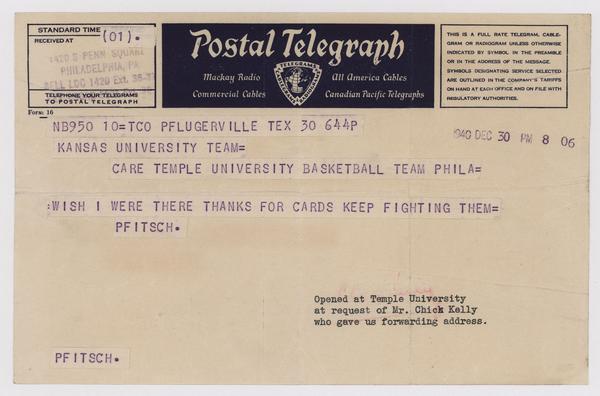 STANDARD TIME
RECEIVED AT
(01).
1420 S PENN SQUARE
PHILADELPHIA, PA
BELL LOC 1420 Ext.
TELEPHONE YOUR TELEGRAMS
TO POSTAL TELEGRAPH
Form 16
Postal Telegraph
Mackay Radio
All America Cables
Commercial Cables
Canadian Pacific Telegraphs
THIS IS A FULL RATE TELEGRAM, CABLE-
GRAM OR RADIOGRAM UNLESS OTHERWISE
INDICATED BY SYMBOL IN THE PREAMBLE
OR IN THE ADDRESS OF THE MESSAGE.
SYMBOLS DESIGNATING SERVICE SELECTED
ARE OUTLINED IN THE COMPANY'S TARIFFS
ON HAND AT EACH OFFICE AND ON FILE WITH
REGULATORY AUTHORITIES.
NB950 10=TCO PFLUGERVILLE TEX 30 644P
1940 DEC 30 PM 8 06
KANSAS UNIVERSITY TEAM=
CARE TEMPLE UNIVERSITY BASKETBALL TEAM PHILA=
:WISH I WERE THERE THANKS FOR CARDS KEEP FIGHTING THEM=
PFITSCH.
Opened at Temple University
at request of Mr. Chick Kelly
who gave us forwarding address.
PFITSCH.